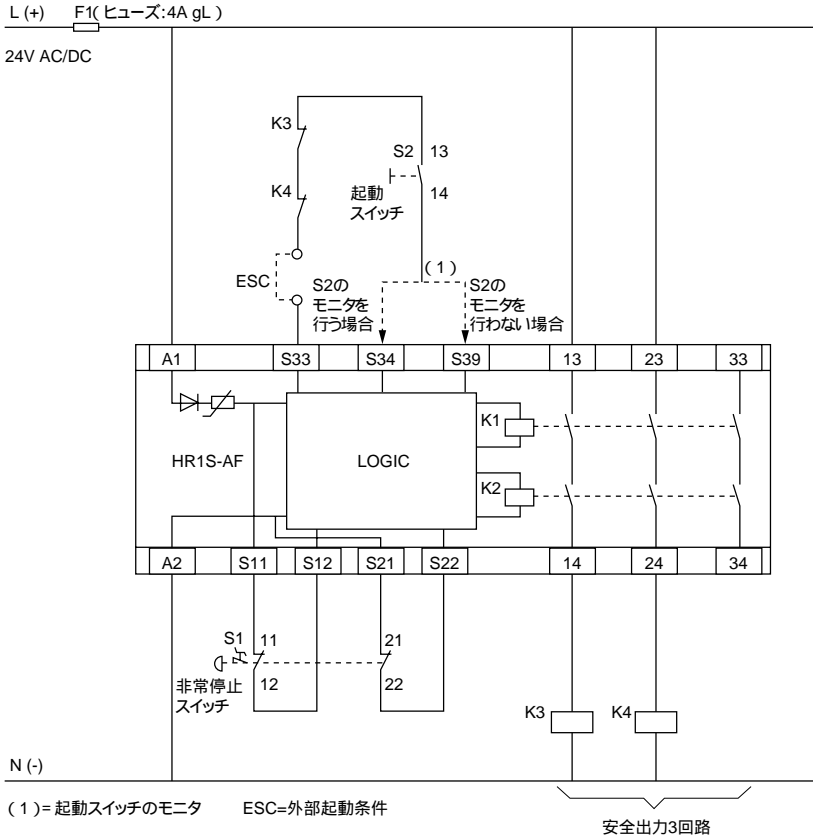 L (+) F1(ヒューズ:4A gL)
24V AC/DC
K3
S2 13
K4
14
起動
スイッチ
(1)
ESC
S2の
モニタを
行う場合
S2の
モニタを
行わない場合
A1 S33 S34 S39 13 23 33
K1
HR1S-AF
LOGIC
K2
A2 S11 S12 S21 S22 14 24 34
S1 11
21
12
22
非常停止
スイッチ
K3
K4
N (-)
(1)=起動スイッチのモニタ ESC=外部起動条件
安全出力3回路